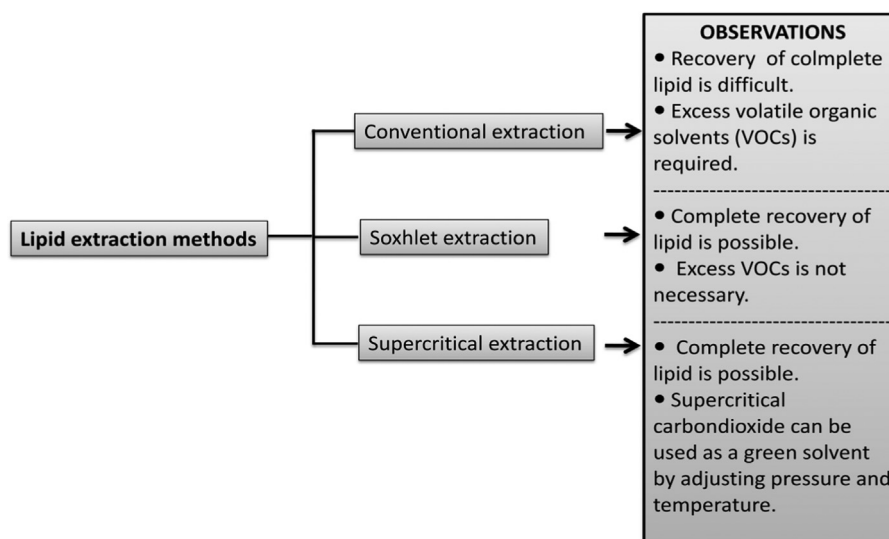 Lipid extraction methods
Conventional extraction
Soxhlet extraction
Supercritical extraction
OBSERVATIONS
• Recovery of colmplete
lipid is difficult.
• Excess volatile organic
solvents (VOCs) is
required.
• Complete recovery of
lipid is possible.
• Excess VOCs is not
necessary.
• Complete recovery of
lipid is possible.
• Supercritical
carbondioxide can be
used as a green solvent
by adjusting pressure and
temperature.